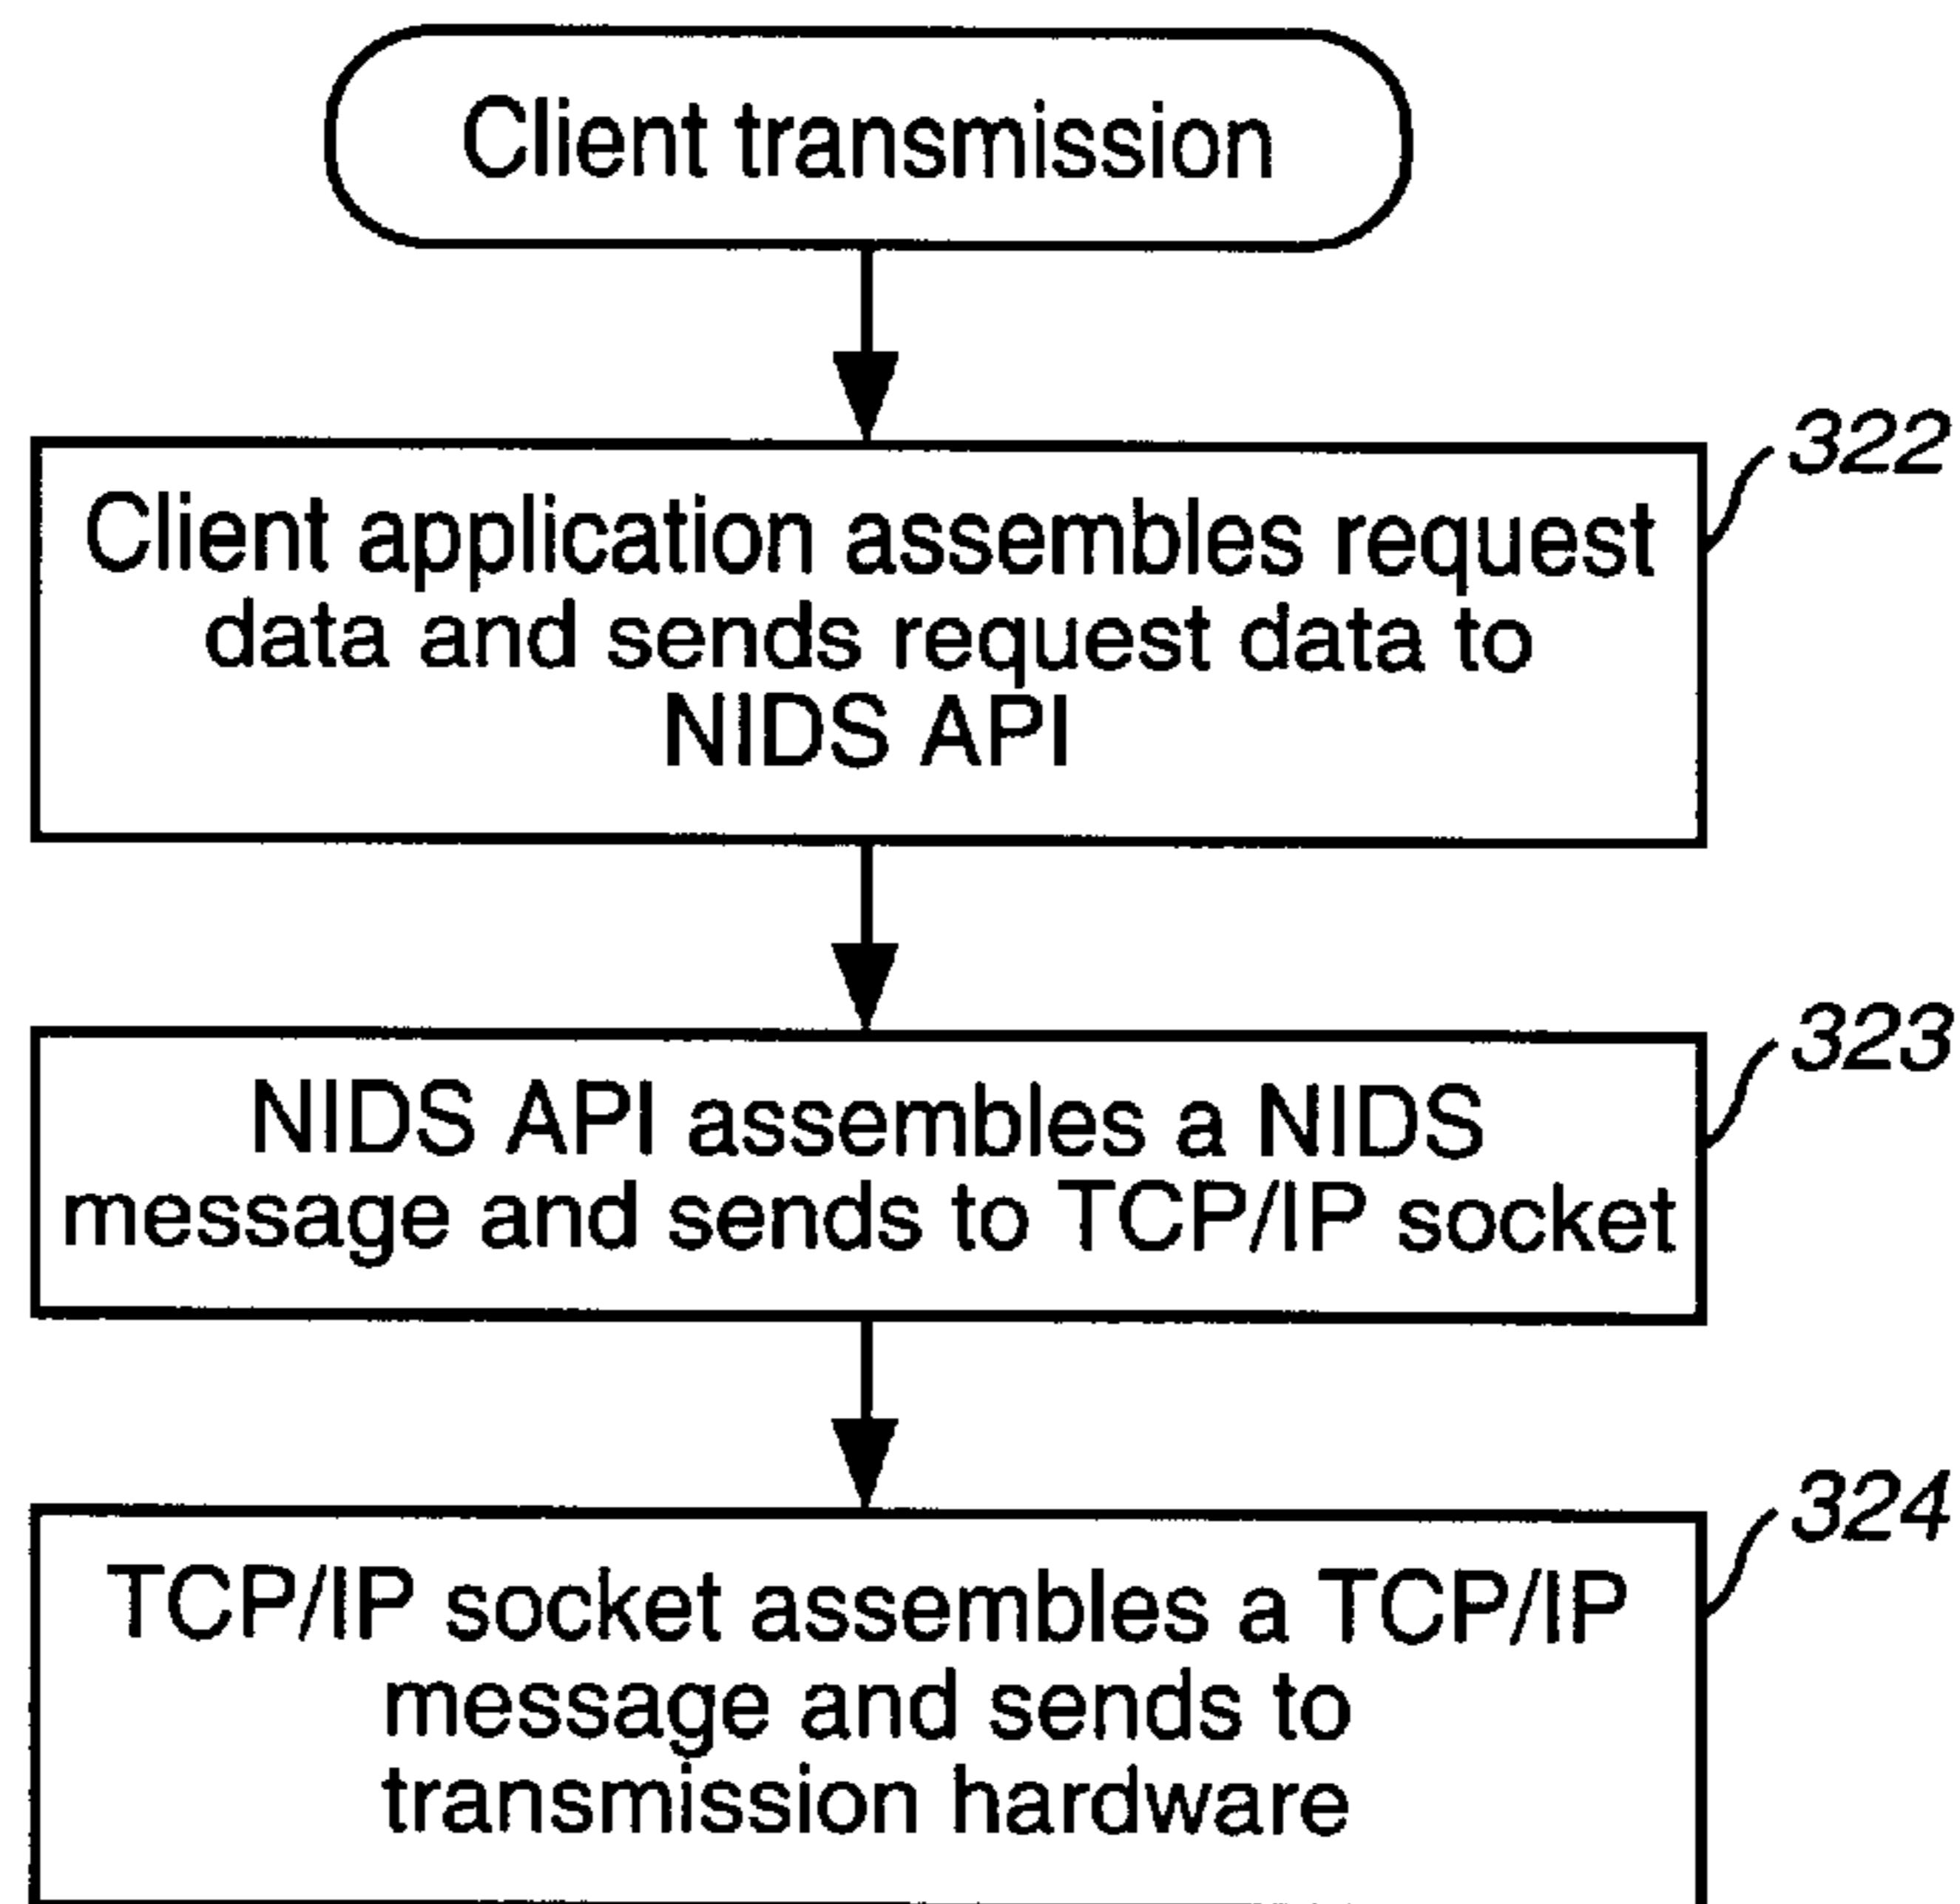 Client transmission
322
Client application assembles request
data and sends request data to
NIDS API
323
NIDS API assembles a NIDS
message and sends to TCP/IP socket
324
TCP/IP socket assembles a TCP/IP
message and sends to
transmission hardware